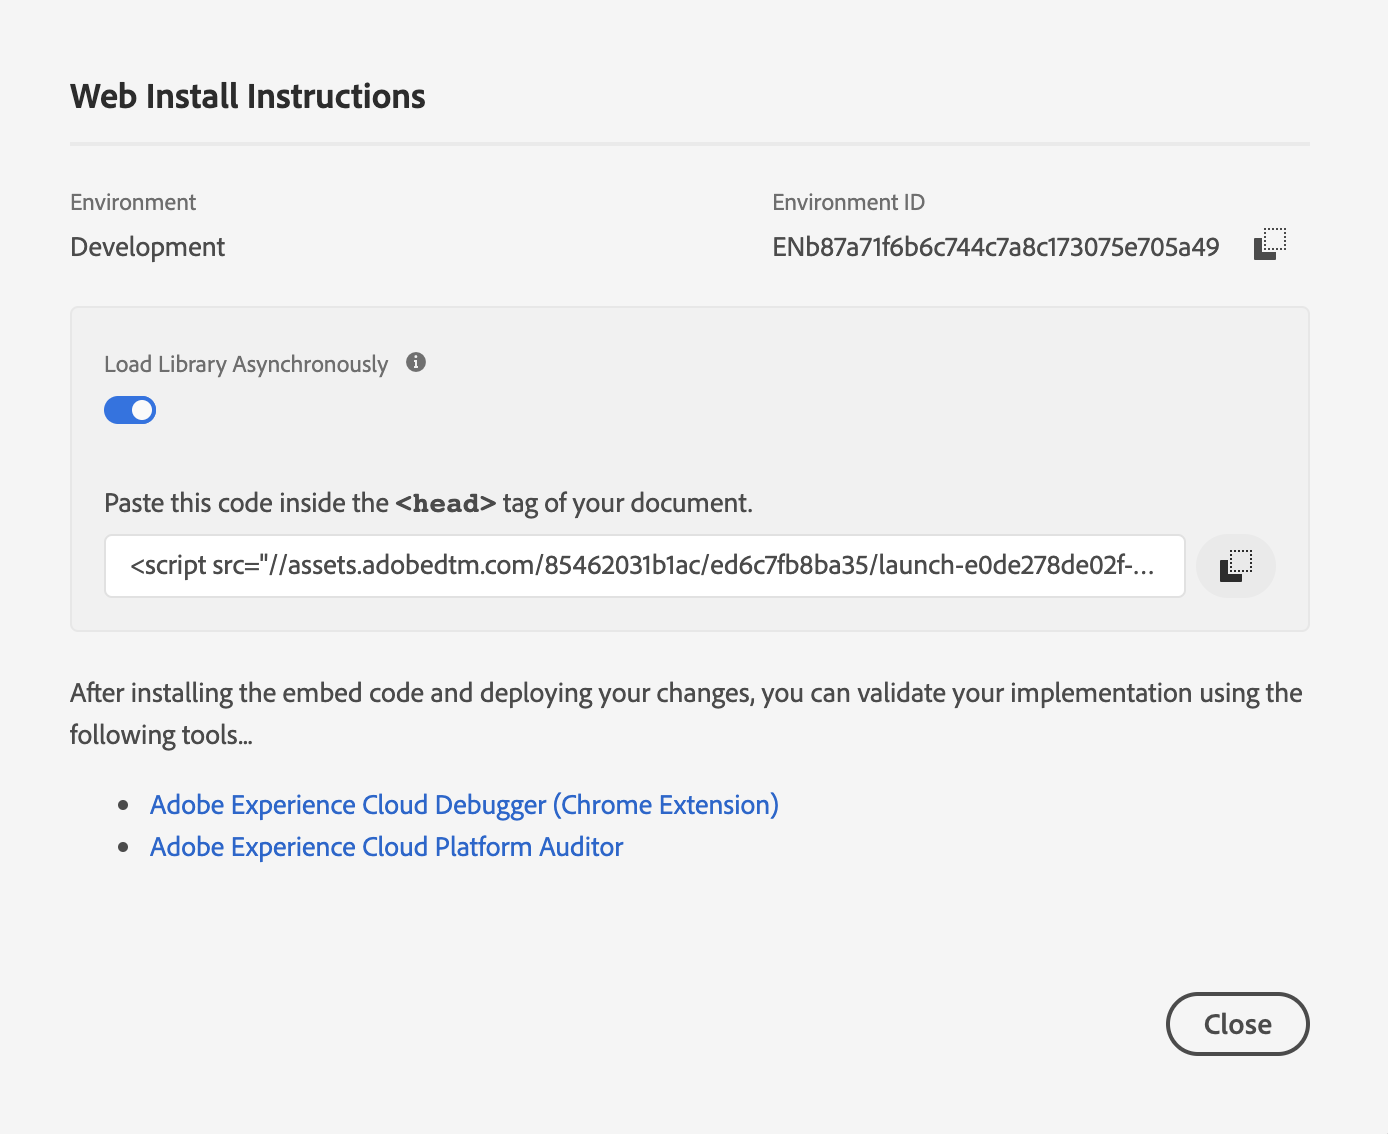 Web Install Instructions
Environment
Development
Environment ID
ENb87a71f6b6c744c7a8c173075e705a49
Load Library Asynchronously
Paste this code inside the <head> tag of your document.
<script src="//assets.adobedtm.com/85462031b1ac/ed6c7fb8ba35/launch-e0de278de02f-...
After installing the embed code and deploying your changes, you can validate your implementation using the
following tools...
• Adobe Experience Cloud Debugger (Chrome Extension)
• Adobe Experience Cloud Platform Auditor
Close